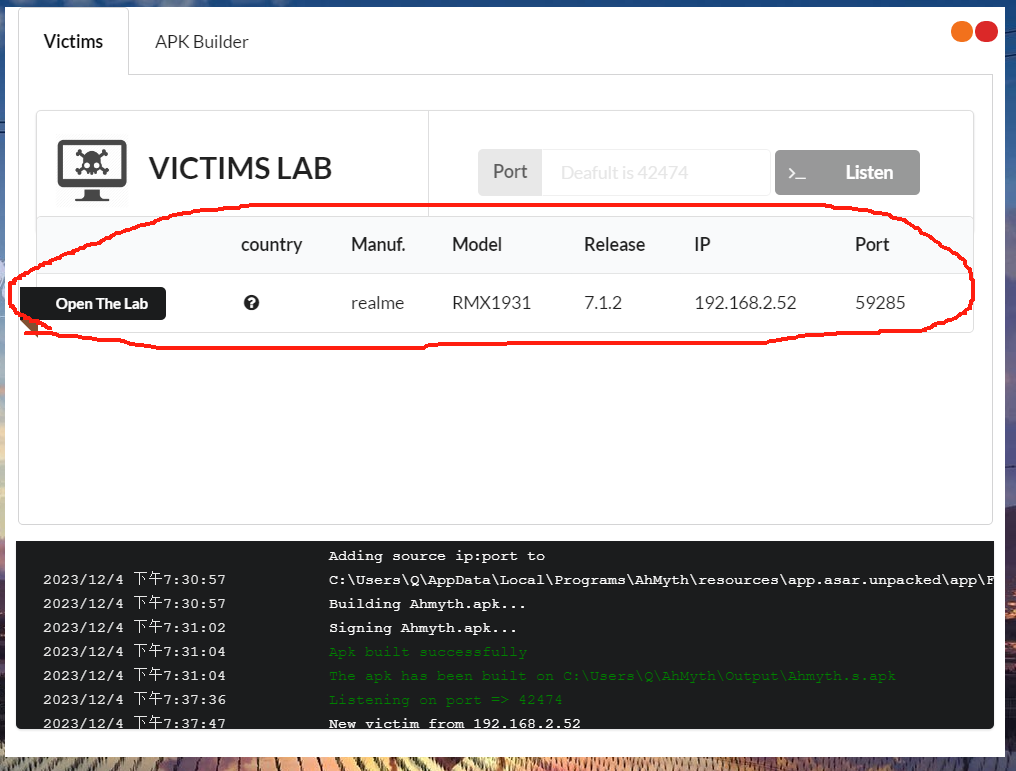 Victims APK Builder
VICTIMS LAB Port Deafult is 42474 >_ Listen
country Manuf. Model Release IP Port
Open The Lab ? realme RMX1931 7.1.2 192.168.2.52 59285
Adding source ip:port to
2023/12/4 下午7:30:57 C:\Users\Q\AppData\Local\Programs\AhMyth\resources\app.asar.unpacked\app\F
2023/12/4 下午7:30:57 Building Ahmyth.apk...
2023/12/4 下午7:31:02 Signing Ahmyth.apk...
2023/12/4 下午7:31:04 Apk built successfully
2023/12/4 下午7:31:04 The apk has been built on C:\Users\Q\AhMyth\Output\Ahmyth.s.apk
2023/12/4 下午7:37:36 Listening on port => 42474
2023/12/4 下午7:37:47 New victim from 192.168.2.52